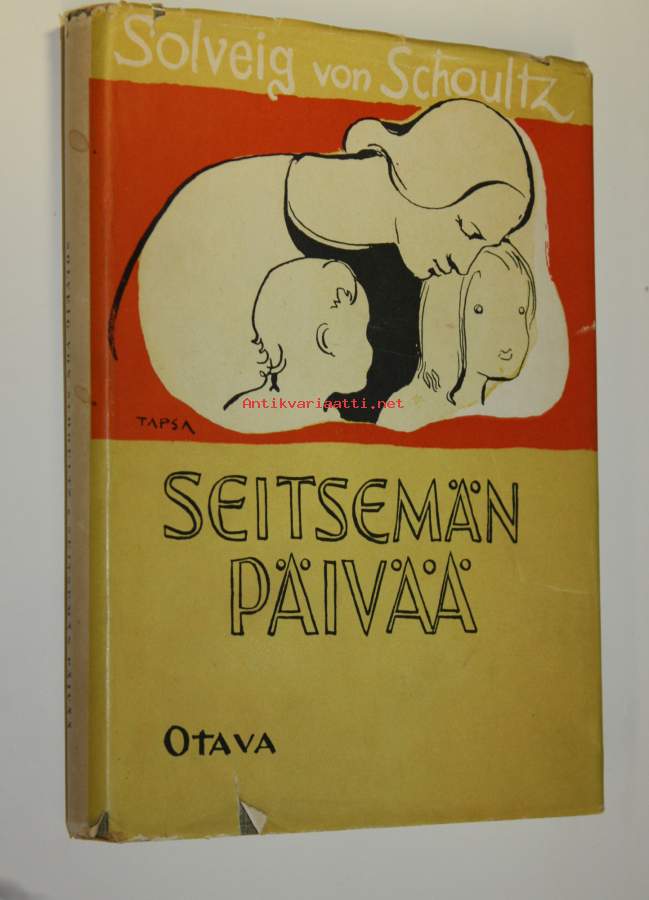 Solveig von Schoultz
Antikvariaatti.net
TAPSA
SEITSEMÄN
PÄIVÄÄ
OTAVA